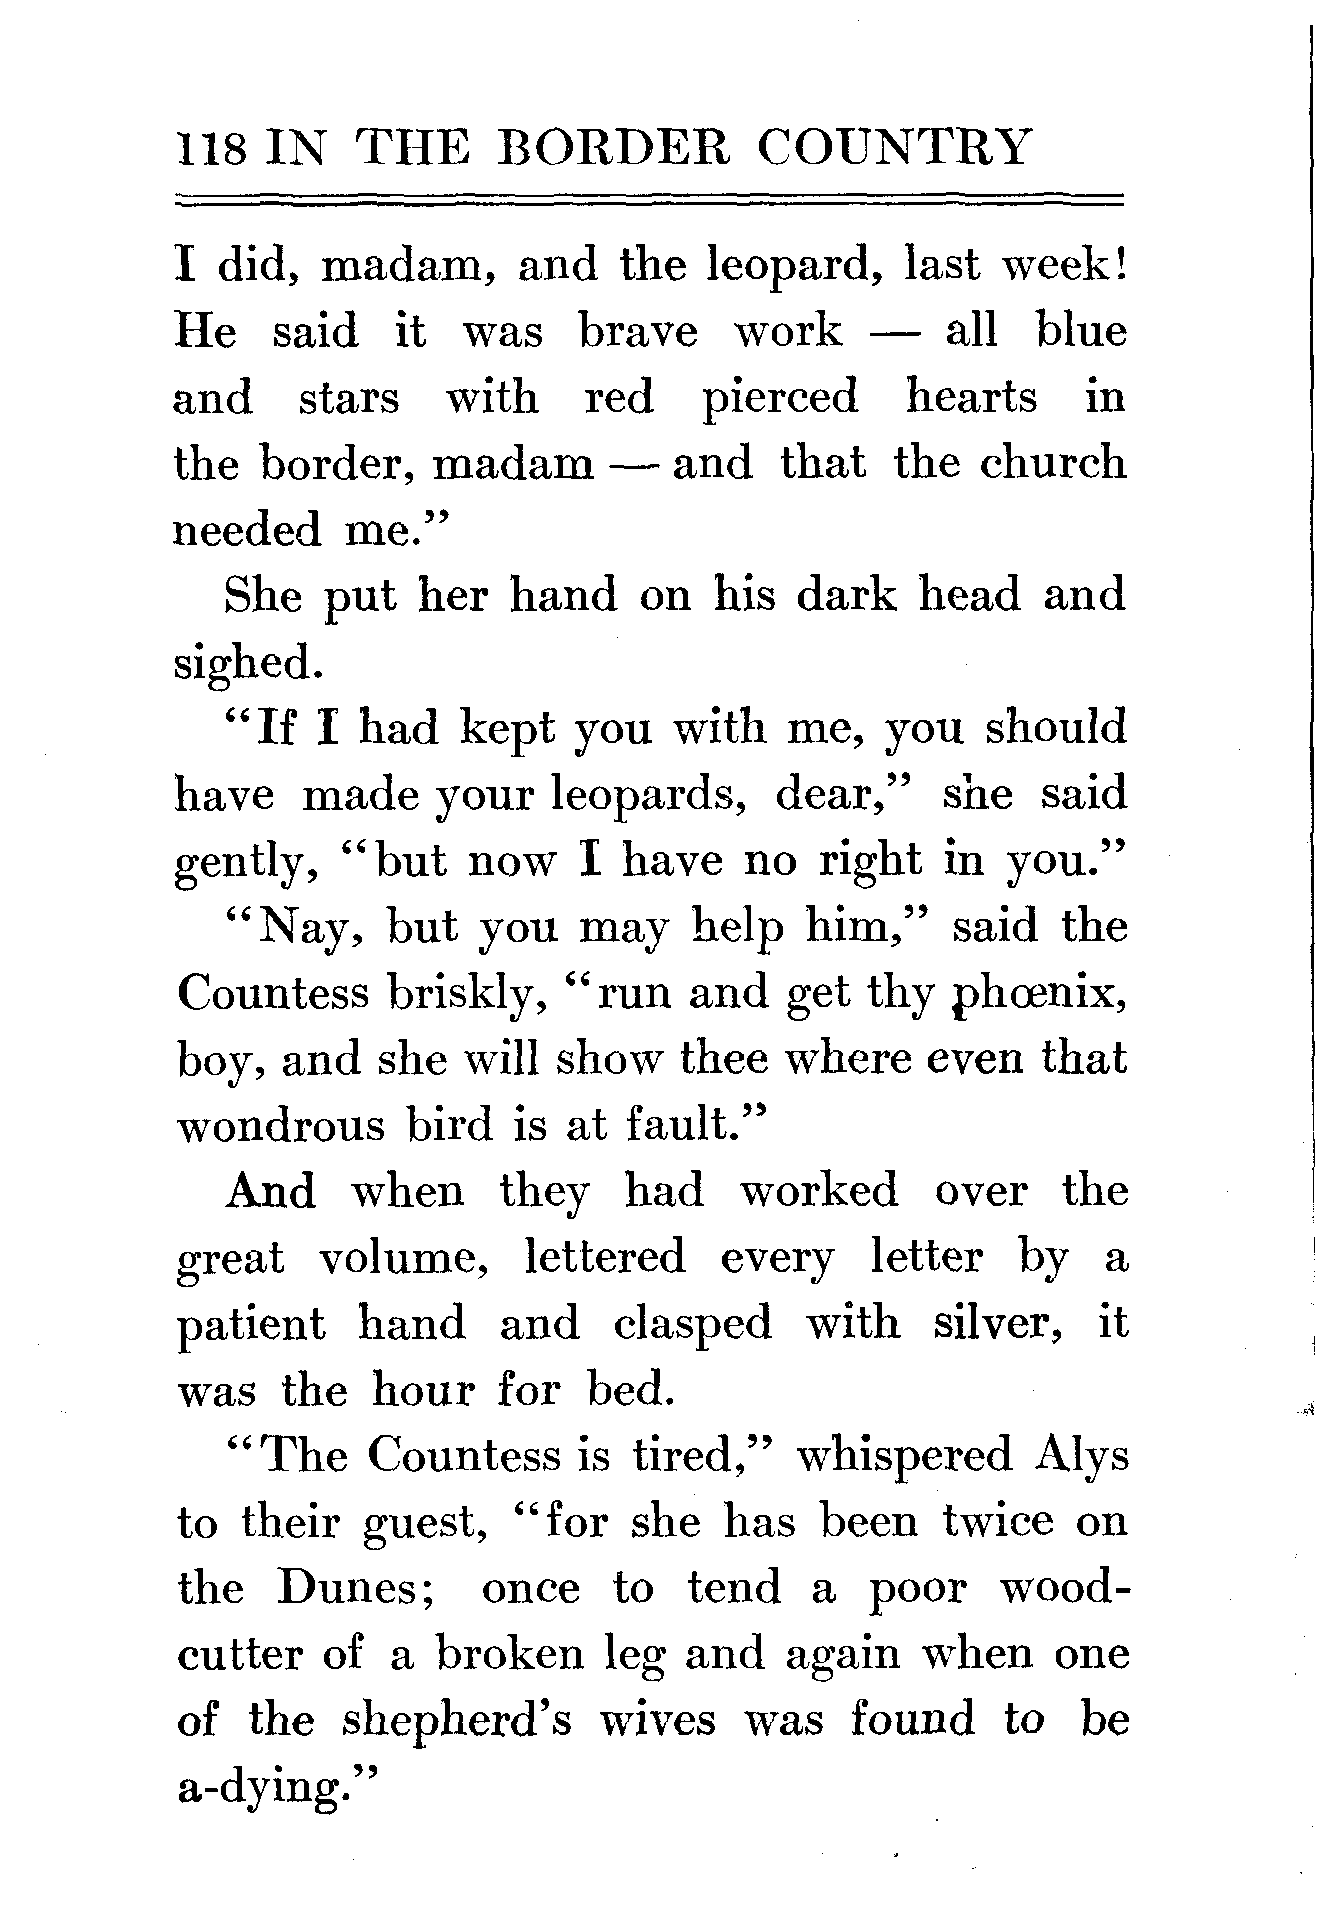 118 IN THE BORDER COUNTRY
I did, madam, and the leopard, last week!
He said it was brave work — all blue
and stars with red pierced hearts in
the border, madam — and that the church
needed me.”
She put her hand on his dark head and
sighed.
“If I had kept you with me, you should
have made your leopards, dear,” she said
gently, “but now I have no right in you.”
“Nay, but you may help him,” said the
Countess briskly, “run and get thy phœnix,
boy, and she will show thee where even that
wondrous bird is at fault.”
And when they had worked over the
great volume, lettered every letter by a
patient hand and clasped with silver, it
was the hour for bed.
“The Countess is tired,” whispered Alys
to their guest, “for she has been twice on
the Dunes; once to tend a poor wood-
cutter of a broken leg and again when one
of the shepherd’s wives was found to be
a-dying.”